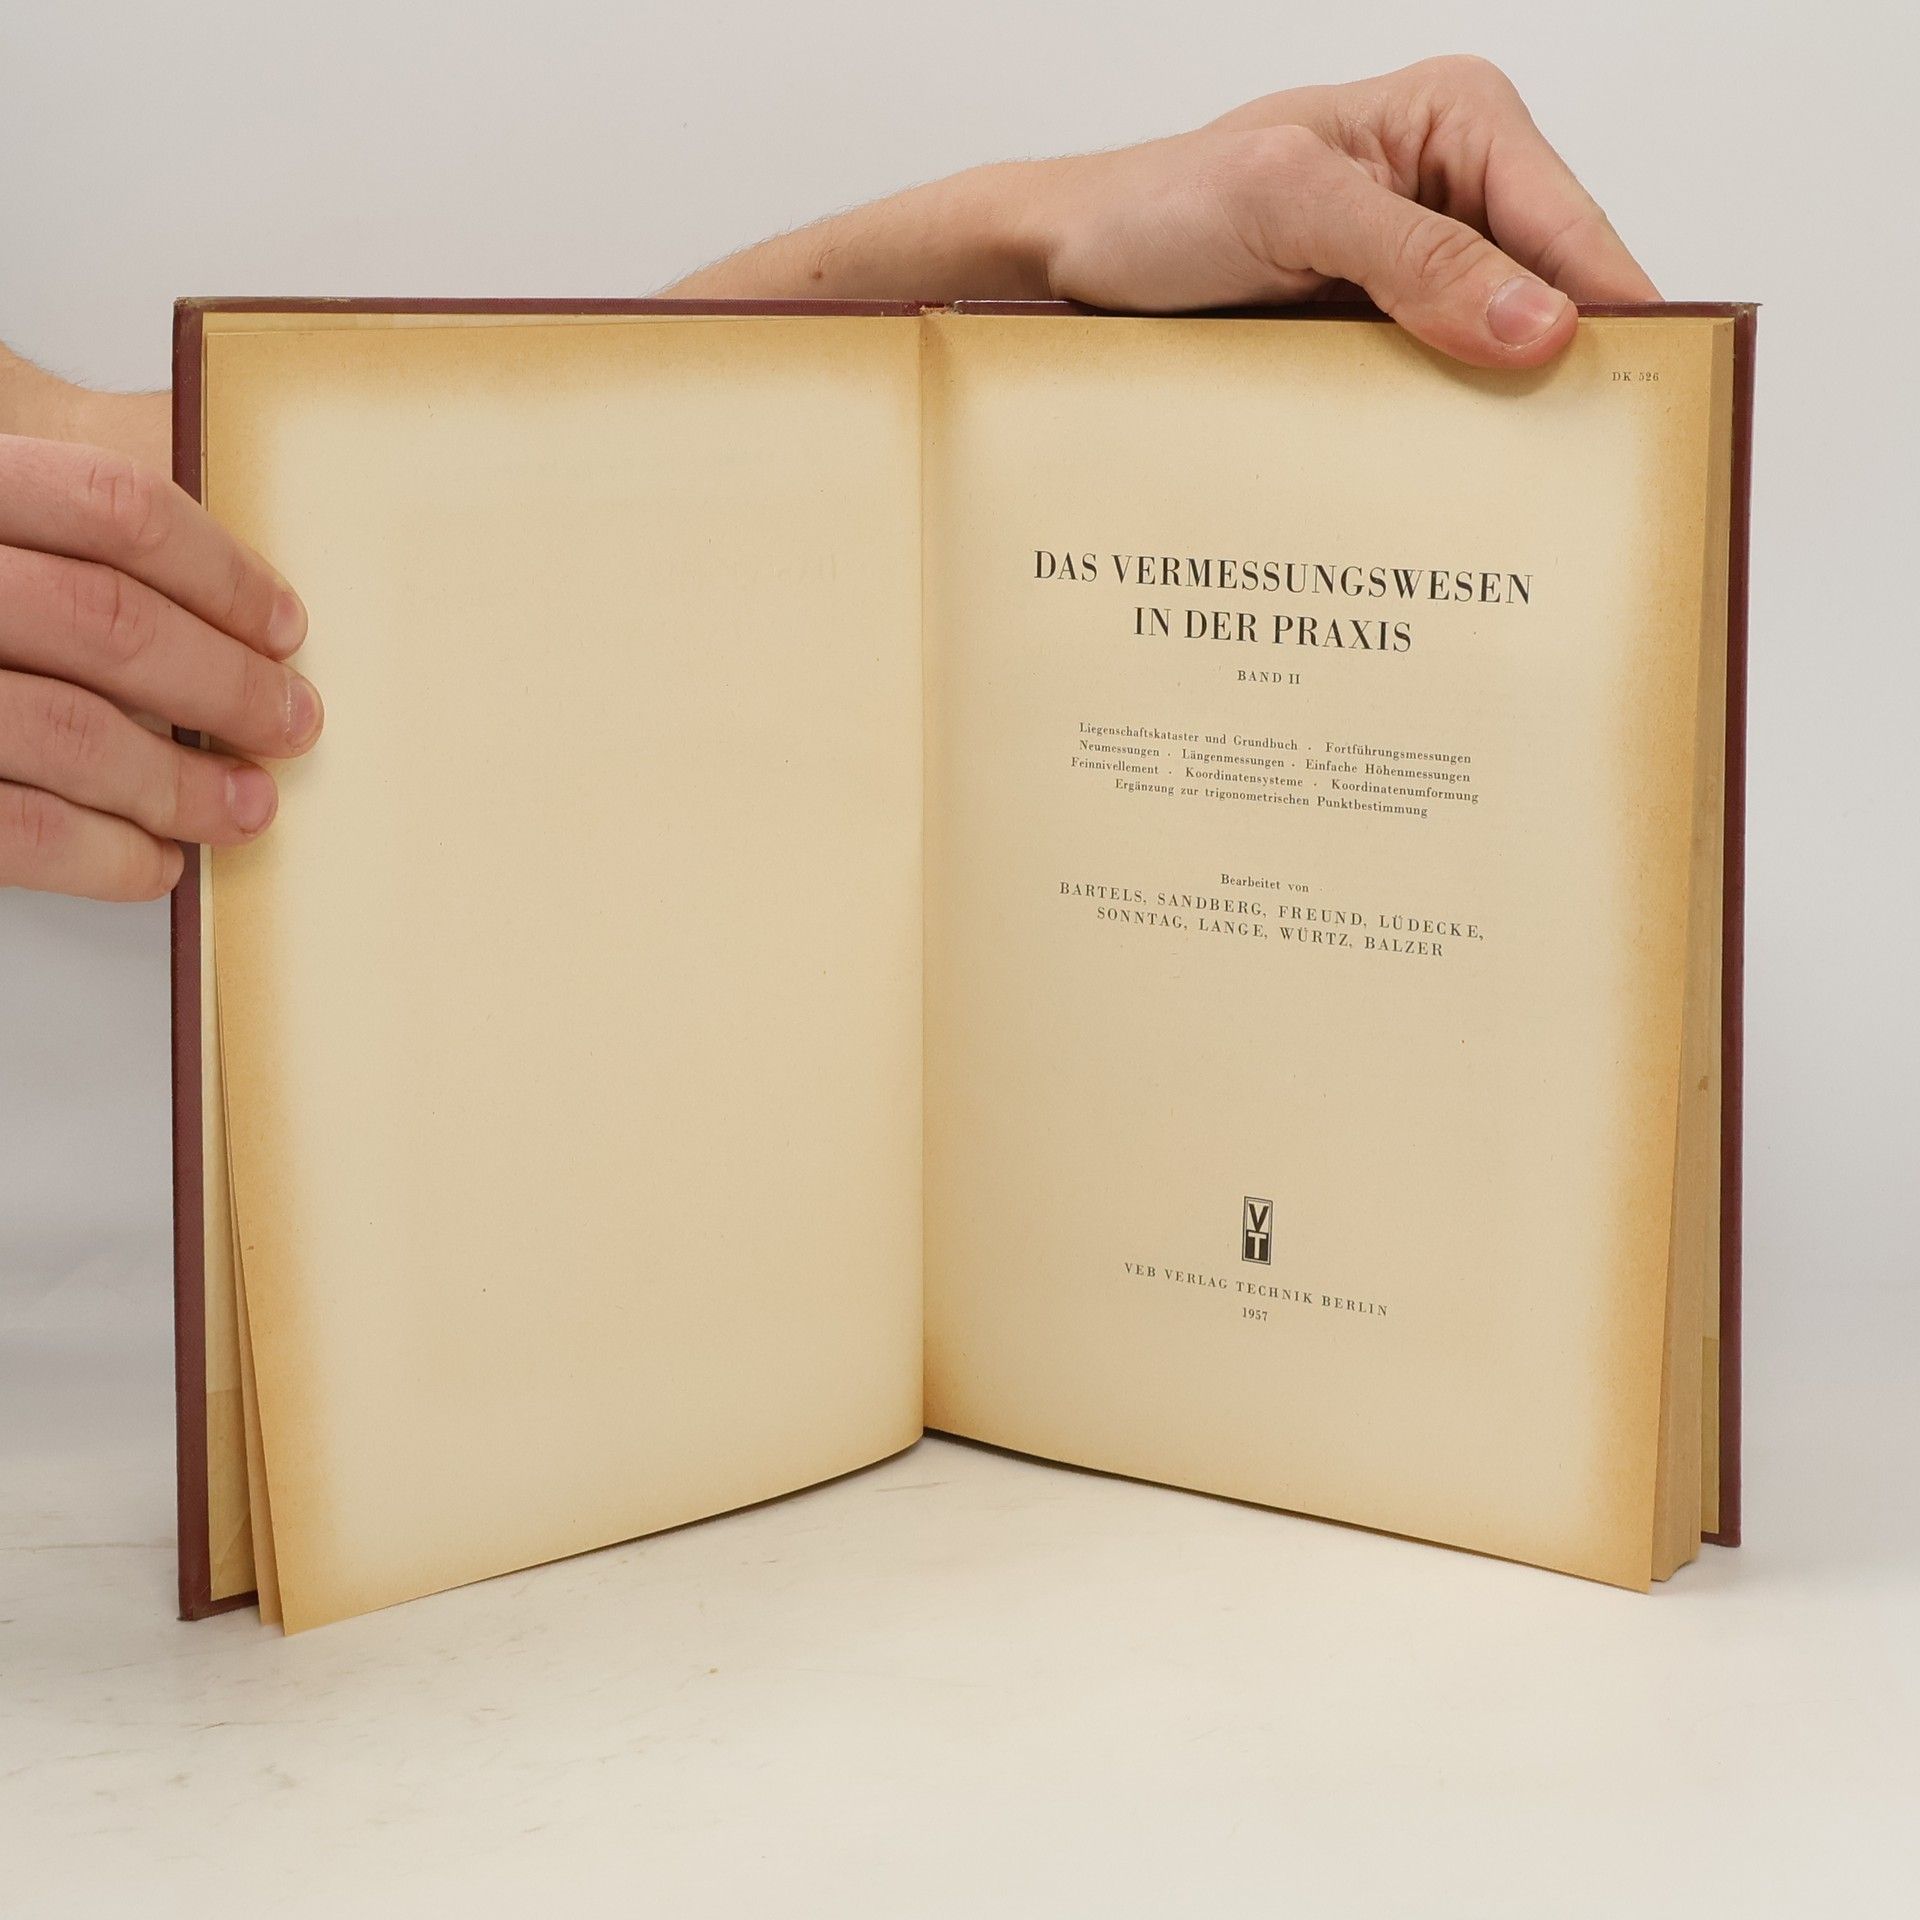 DK 526
DAS VERMESSUNGSWESEN
IN DER PRAXIS
BAND II
Liegenschaftskataster und Grundbuch · Fortführungsmessungen
Neumessungen · Längenmessungen · Einfache Höhenmessungen
Feinnivellement · Koordinatensysteme · Koordinatenumformung
Ergänzung zur trigonometrischen Punktbestimmung
Bearbeitet von
BARTELS, SANDBERG, FREUND, LÜDECKE,
SONNTAG, LANGE, WÜRTZ, BALZER
V
T
VEB VERLAG TECHNIK BERLIN
1957